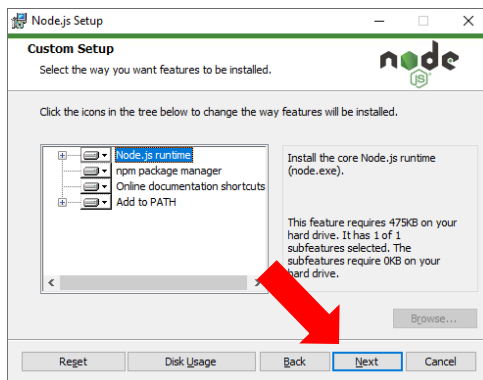 Node.js Setup
Custom Setup
Select the way you want features to be installed.
node
JS
Click the icons in the tree below to change the way features will be installed.
Node.js runtime
npm package manager
Online documentation shortcuts
Add to PATH
Install the core Node.js runtime
(node.exe).
This feature requires 475KB on your
hard drive. It has 1 of 1
subfeatures selected. The
subfeatures require 0KB on your
hard drive.
Browse...
Reset
Disk Usage
Back
Next
Cancel